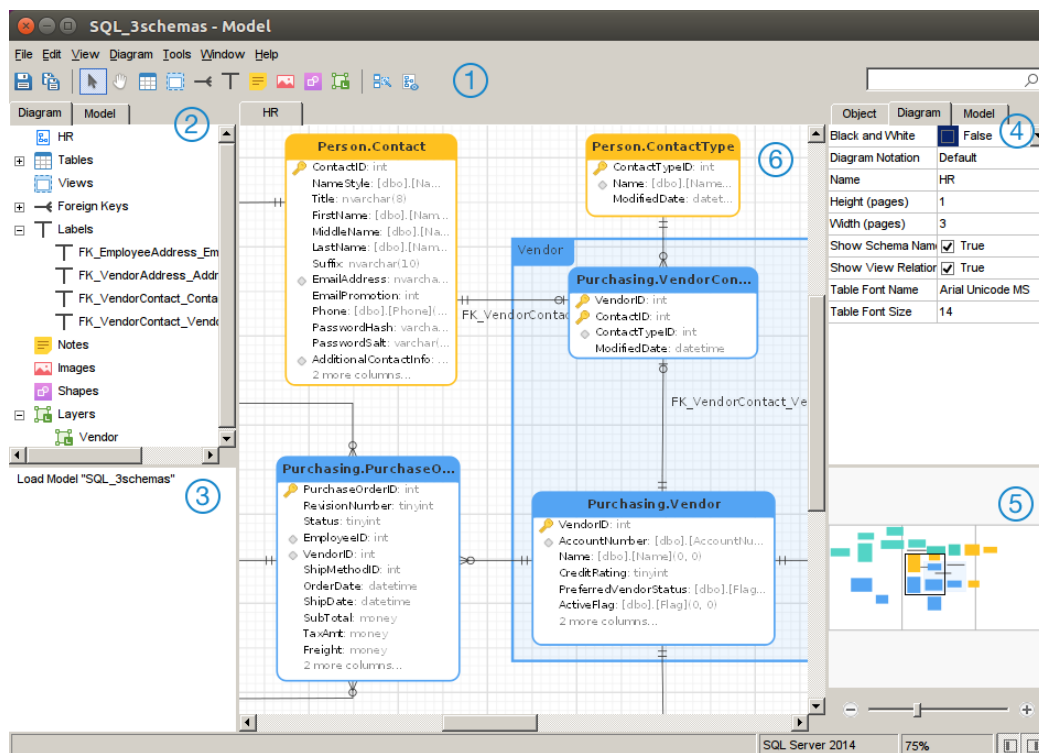 SQL_3schemas - Model
File Edit View Diagram Tools Window Help
1
Diagram Model
2
HR
Tables
Views
Foreign Keys
Labels
FK_EmployeeAddress_Em
FK_VendorAddress_Addr
FK_VendorContact_Conta
FK_VendorContact_Vendo
Notes
Images
Shapes
Layers
Vendor
Load Model "SQL_3schemas"
3
HR
Person.Contact
ContactID: int
NameStyle: [dbo].[Na...
Title: nvarchar(8)
FirstName: [dbo].[Nam...
MiddleName: [dbo].[Nam...
LastName: [dbo].[Nam...
Suffix: nvarchar(10)
EmailAddress: nvarcha...
EmailPromotion: int
Phone: [dbo].[Phone](...
PasswordHash: varcha...
PasswordSalt: varchar(...
AdditionalContactInfo: ...
2 more columns...
Person.ContactType
ContactTypeID: int
Name: [dbo].[Name...
ModifiedDate: datet...
6
Vendor
Purchasing.VendorCon...
VendorID: int
ContactID: int
ContactTypeID: int
ModifiedDate: datetime
FK_VendorContac
FK_VendorContact_Ve
Purchasing.PurchaseO...
PurchaseOrderID: int
RevisionNumber: tinyint
Status: tinyint
EmployeeID: int
VendorID: int
ShipMethodID: int
OrderDate: datetime
ShipDate: datetime
SubTotal: money
TaxAmt: money
Freight: money
2 more columns...
Purchasing.Vendor
VendorID: int
AccountNumber: [dbo].[AccountNu...
Name: [dbo].[Name](0, 0)
CreditRating: tinyint
PreferredVendorStatus: [dbo].[Flag...
ActiveFlag: [dbo].[Flag](0, 0)
2 more columns...
Object Diagram Model
4
Black and White False
Diagram Notation Default
Name HR
Height (pages) 1
Width (pages) 3
Show Schema Nam True
Show View Relation True
Table Font Name Arial Unicode MS
Table Font Size 14
5
SQL Server 2014 75%